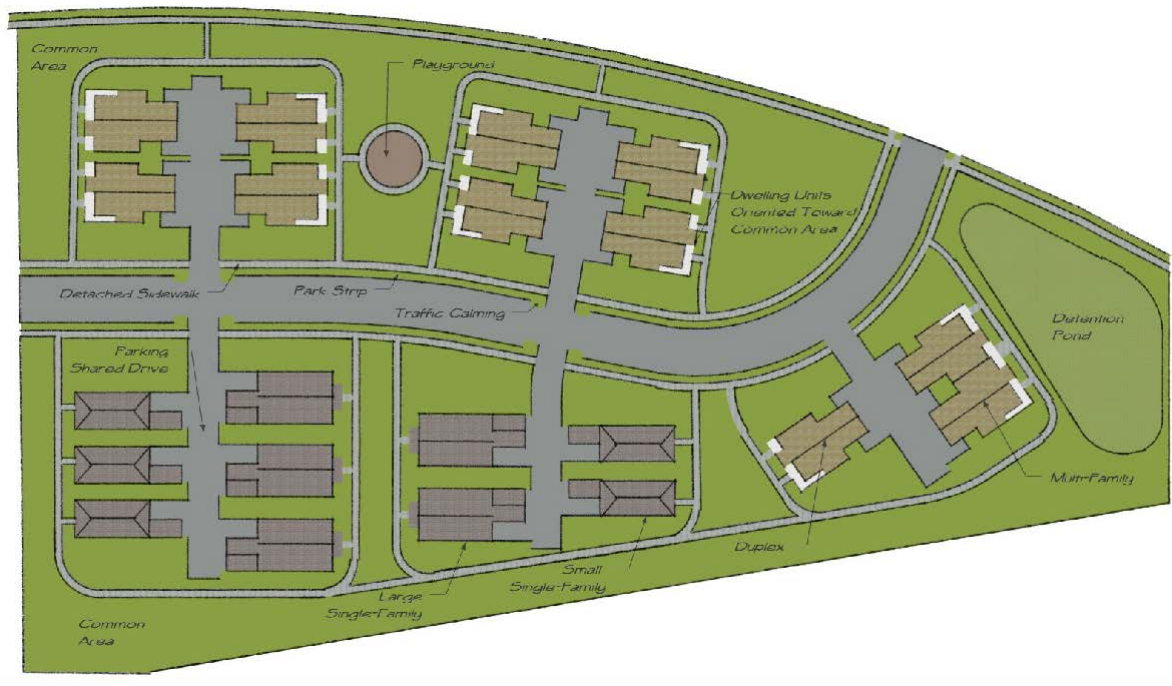 Common
Area
Playground
Dwelling Units
Oriented Toward
Common Area
Detached Sidewalk
Park Strip
Traffic Calming
Detention
Pond
Parking
Shared Drive
Multi-Family
Duplex
Small
Single-Family
Large
Single-Family
Common
Area